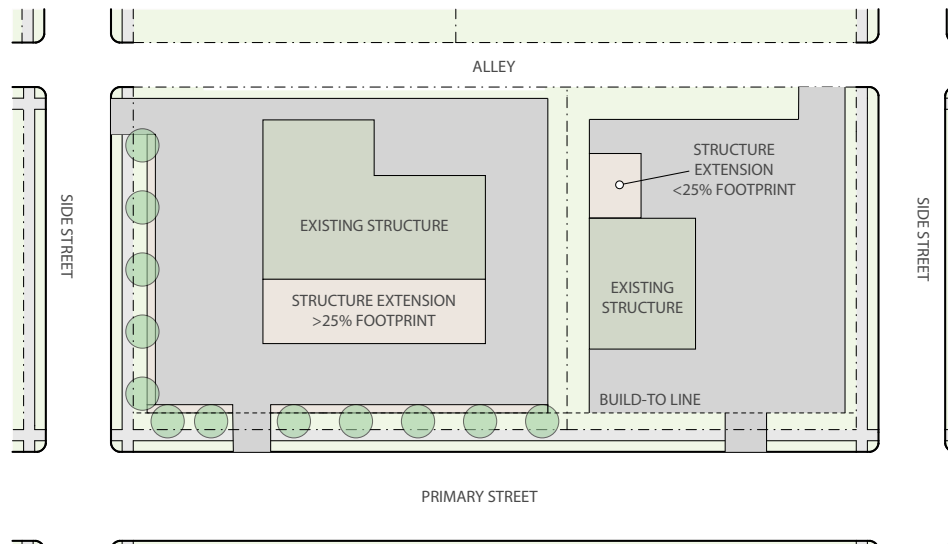 ALLEY
STRUCTURE
EXTENSION
<25% FOOTPRINT
SIDE STREET
SIDE STREET
EXISTING STRUCTURE
EXISTING
STRUCTURE
STRUCTURE EXTENSION
>25% FOOTPRINT
BUILD-TO LINE
PRIMARY STREET